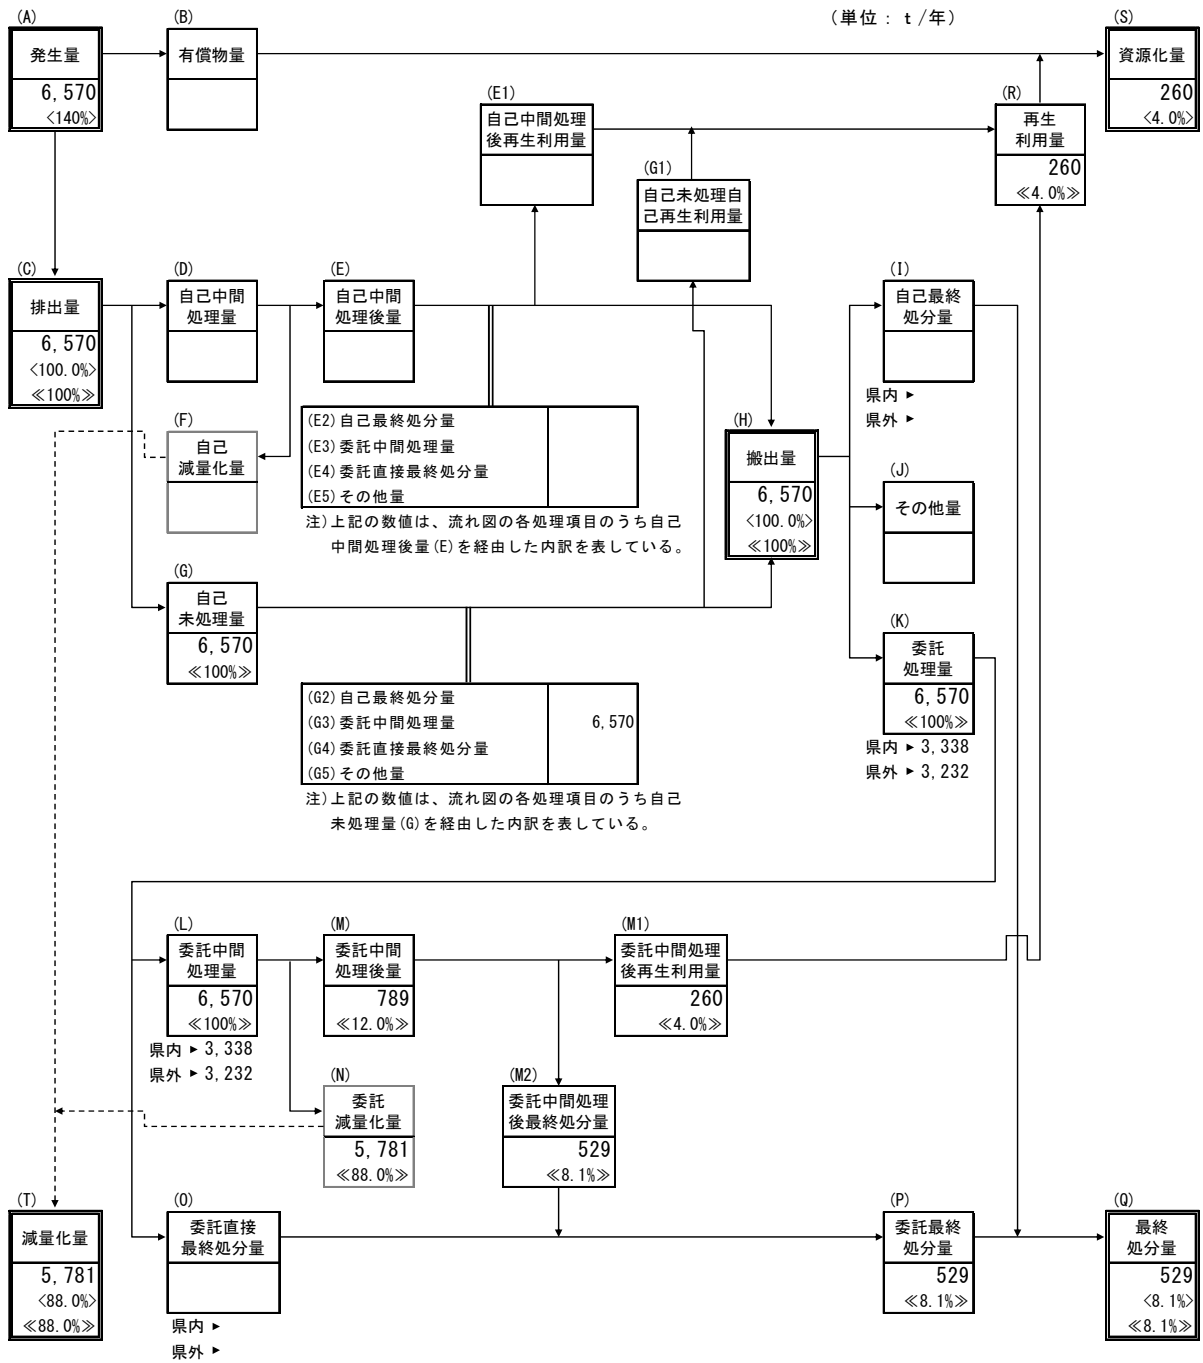 (単位：ｔ/年)
(A)
発生量
6,570
<140%>
(B)
有償物量
(S)
資源化量
260
<4.0%>
(E1)
自己中間処理
後再生利用量
(R)
再生
利用量
260
≪4.0%≫
(G1)
自己未処理自
己再生利用量
(C)
排出量
6,570
<100.0%>
≪100%≫
(D)
自己中間
処理量
(E)
自己中間
処理後量
(I)
自己最終
処分量
県内 ▶
県外 ▶
(F)
自己
減量化量
(E2)自己最終処分量
(E3)委託中間処理量
(E4)委託直接最終処分量
(E5)その他量
注)上記の数値は、流れ図の各処理項目のうち自己
中間処理後量(E)を経由した内訳を表している。
(H)
搬出量
6,570
<100.0%>
≪100%≫
(J)
その他量
(G)
自己
未処理量
6,570
≪100%≫
(K)
委託
処理量
6,570
≪100%≫
県内 ▶ 3,338
県外 ▶ 3,232
(G2)自己最終処分量
(G3)委託中間処理量 6,570
(G4)委託直接最終処分量
(G5)その他量
注)上記の数値は、流れ図の各処理項目のうち自己
未処理量(G)を経由した内訳を表している。
(L)
委託中間
処理量
6,570
≪100%≫
県内 ▶ 3,338
県外 ▶ 3,232
(M)
委託中間
処理後量
789
≪12.0%≫
(M1)
委託中間処理
後再生利用量
260
≪4.0%≫
(N)
委託
減量化量
5,781
≪88.0%≫
(M2)
委託中間処理
後最終処分量
529
≪8.1%≫
(T)
減量化量
5,781
<88.0%>
≪88.0%≫
(O)
委託直接
最終処分量
県内 ▶
県外 ▶
(P)
委託最終
処分量
529
≪8.1%≫
(Q)
最終
処分量
529
<8.1%>
≪8.1%≫